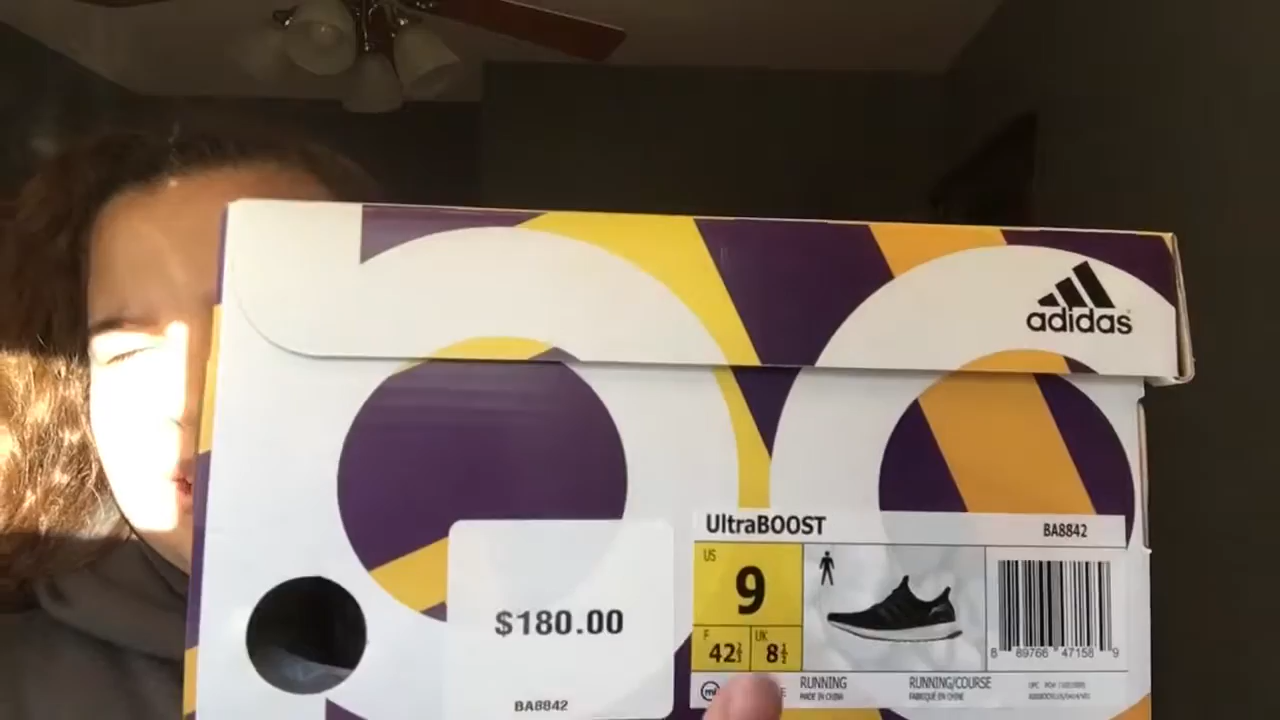 adidas
UltraBOOST BA8842
US
9
F
42⅔
UK
8½
8 89766 47158 9
$180.00
BA8842
RUNNING
MADE IN CHINA
RUNNING/COURSE
FABRIQUÉ EN CHINE